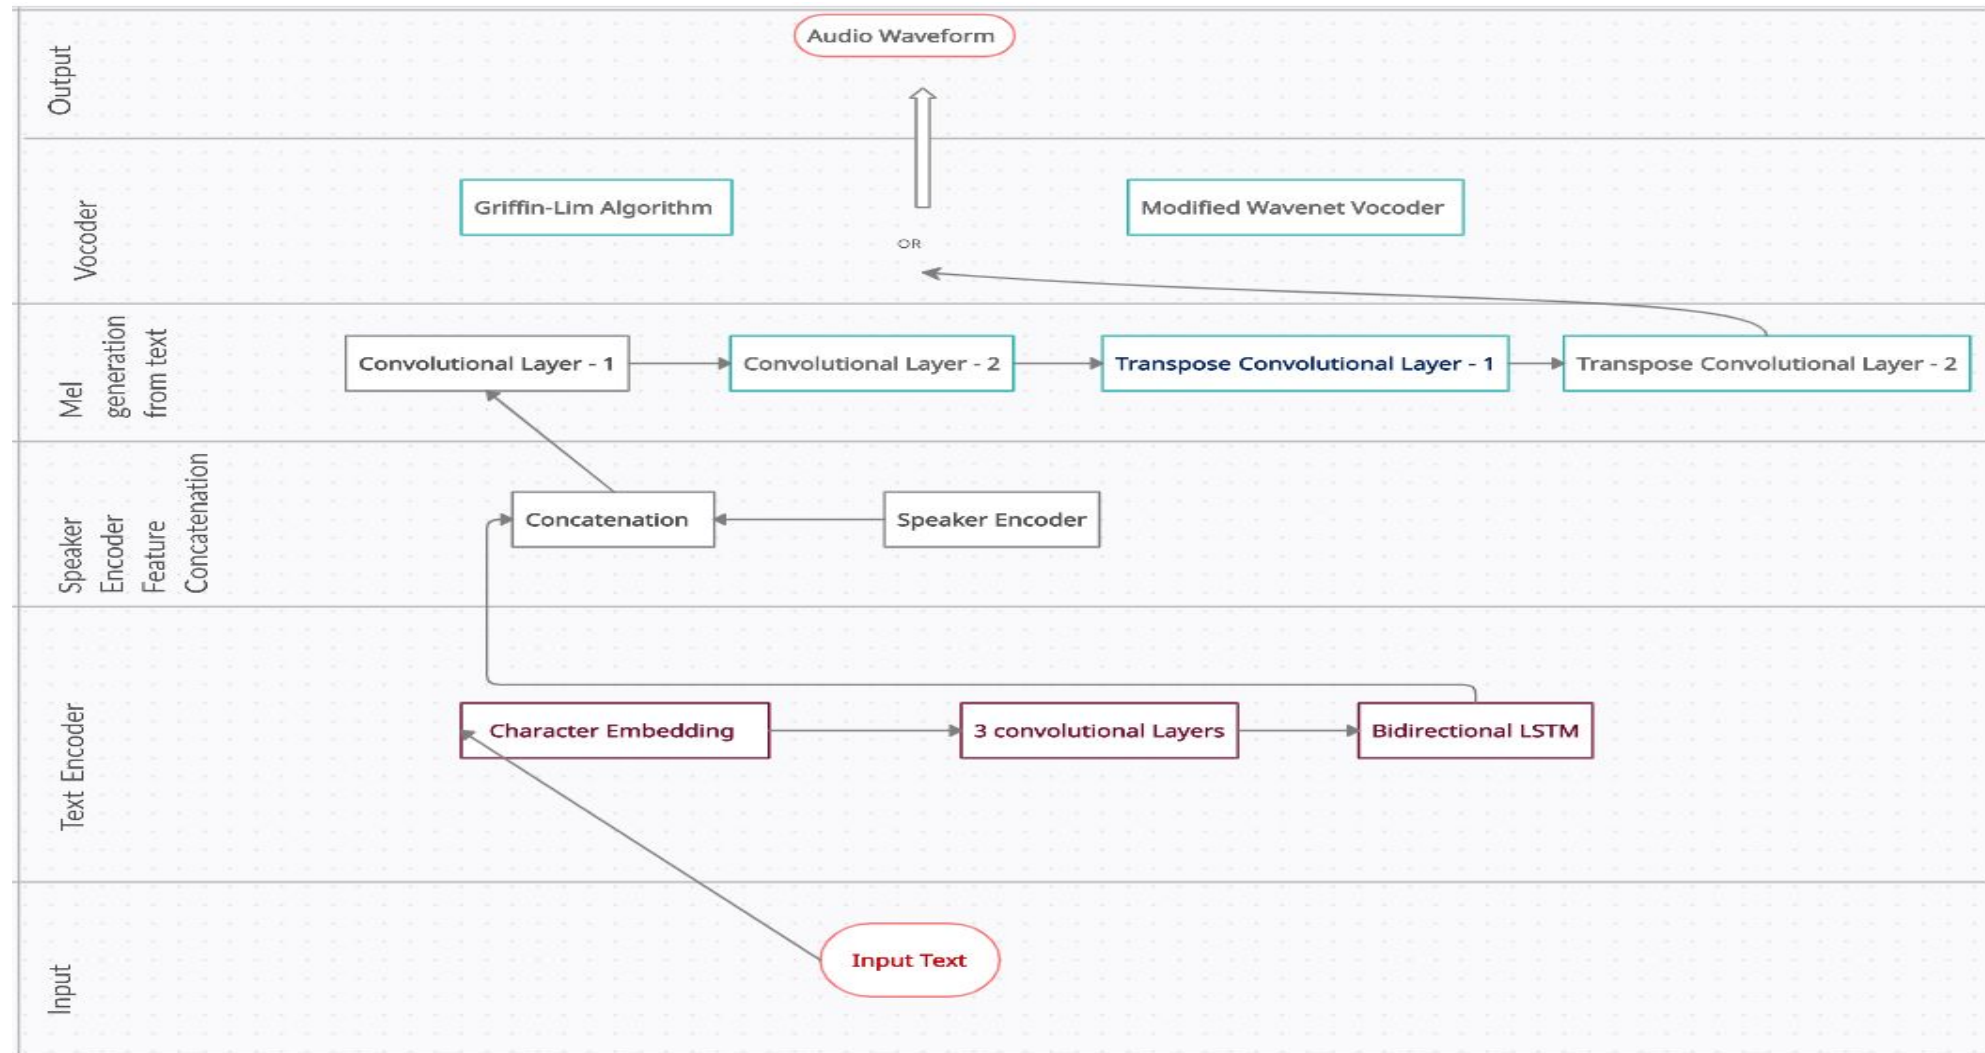 Output
Audio Waveform
Vocoder
Griffin-Lim Algorithm
OR
Modified Wavenet Vocoder
Mel
generation
from text
Convolutional Layer - 1
Convolutional Layer - 2
Transpose Convolutional Layer - 1
Transpose Convolutional Layer - 2
Speaker
Encoder
Feature
Concatenation
Concatenation
Speaker Encoder
Text Encoder
Character Embedding
3 convolutional Layers
Bidirectional LSTM
Input
Input Text